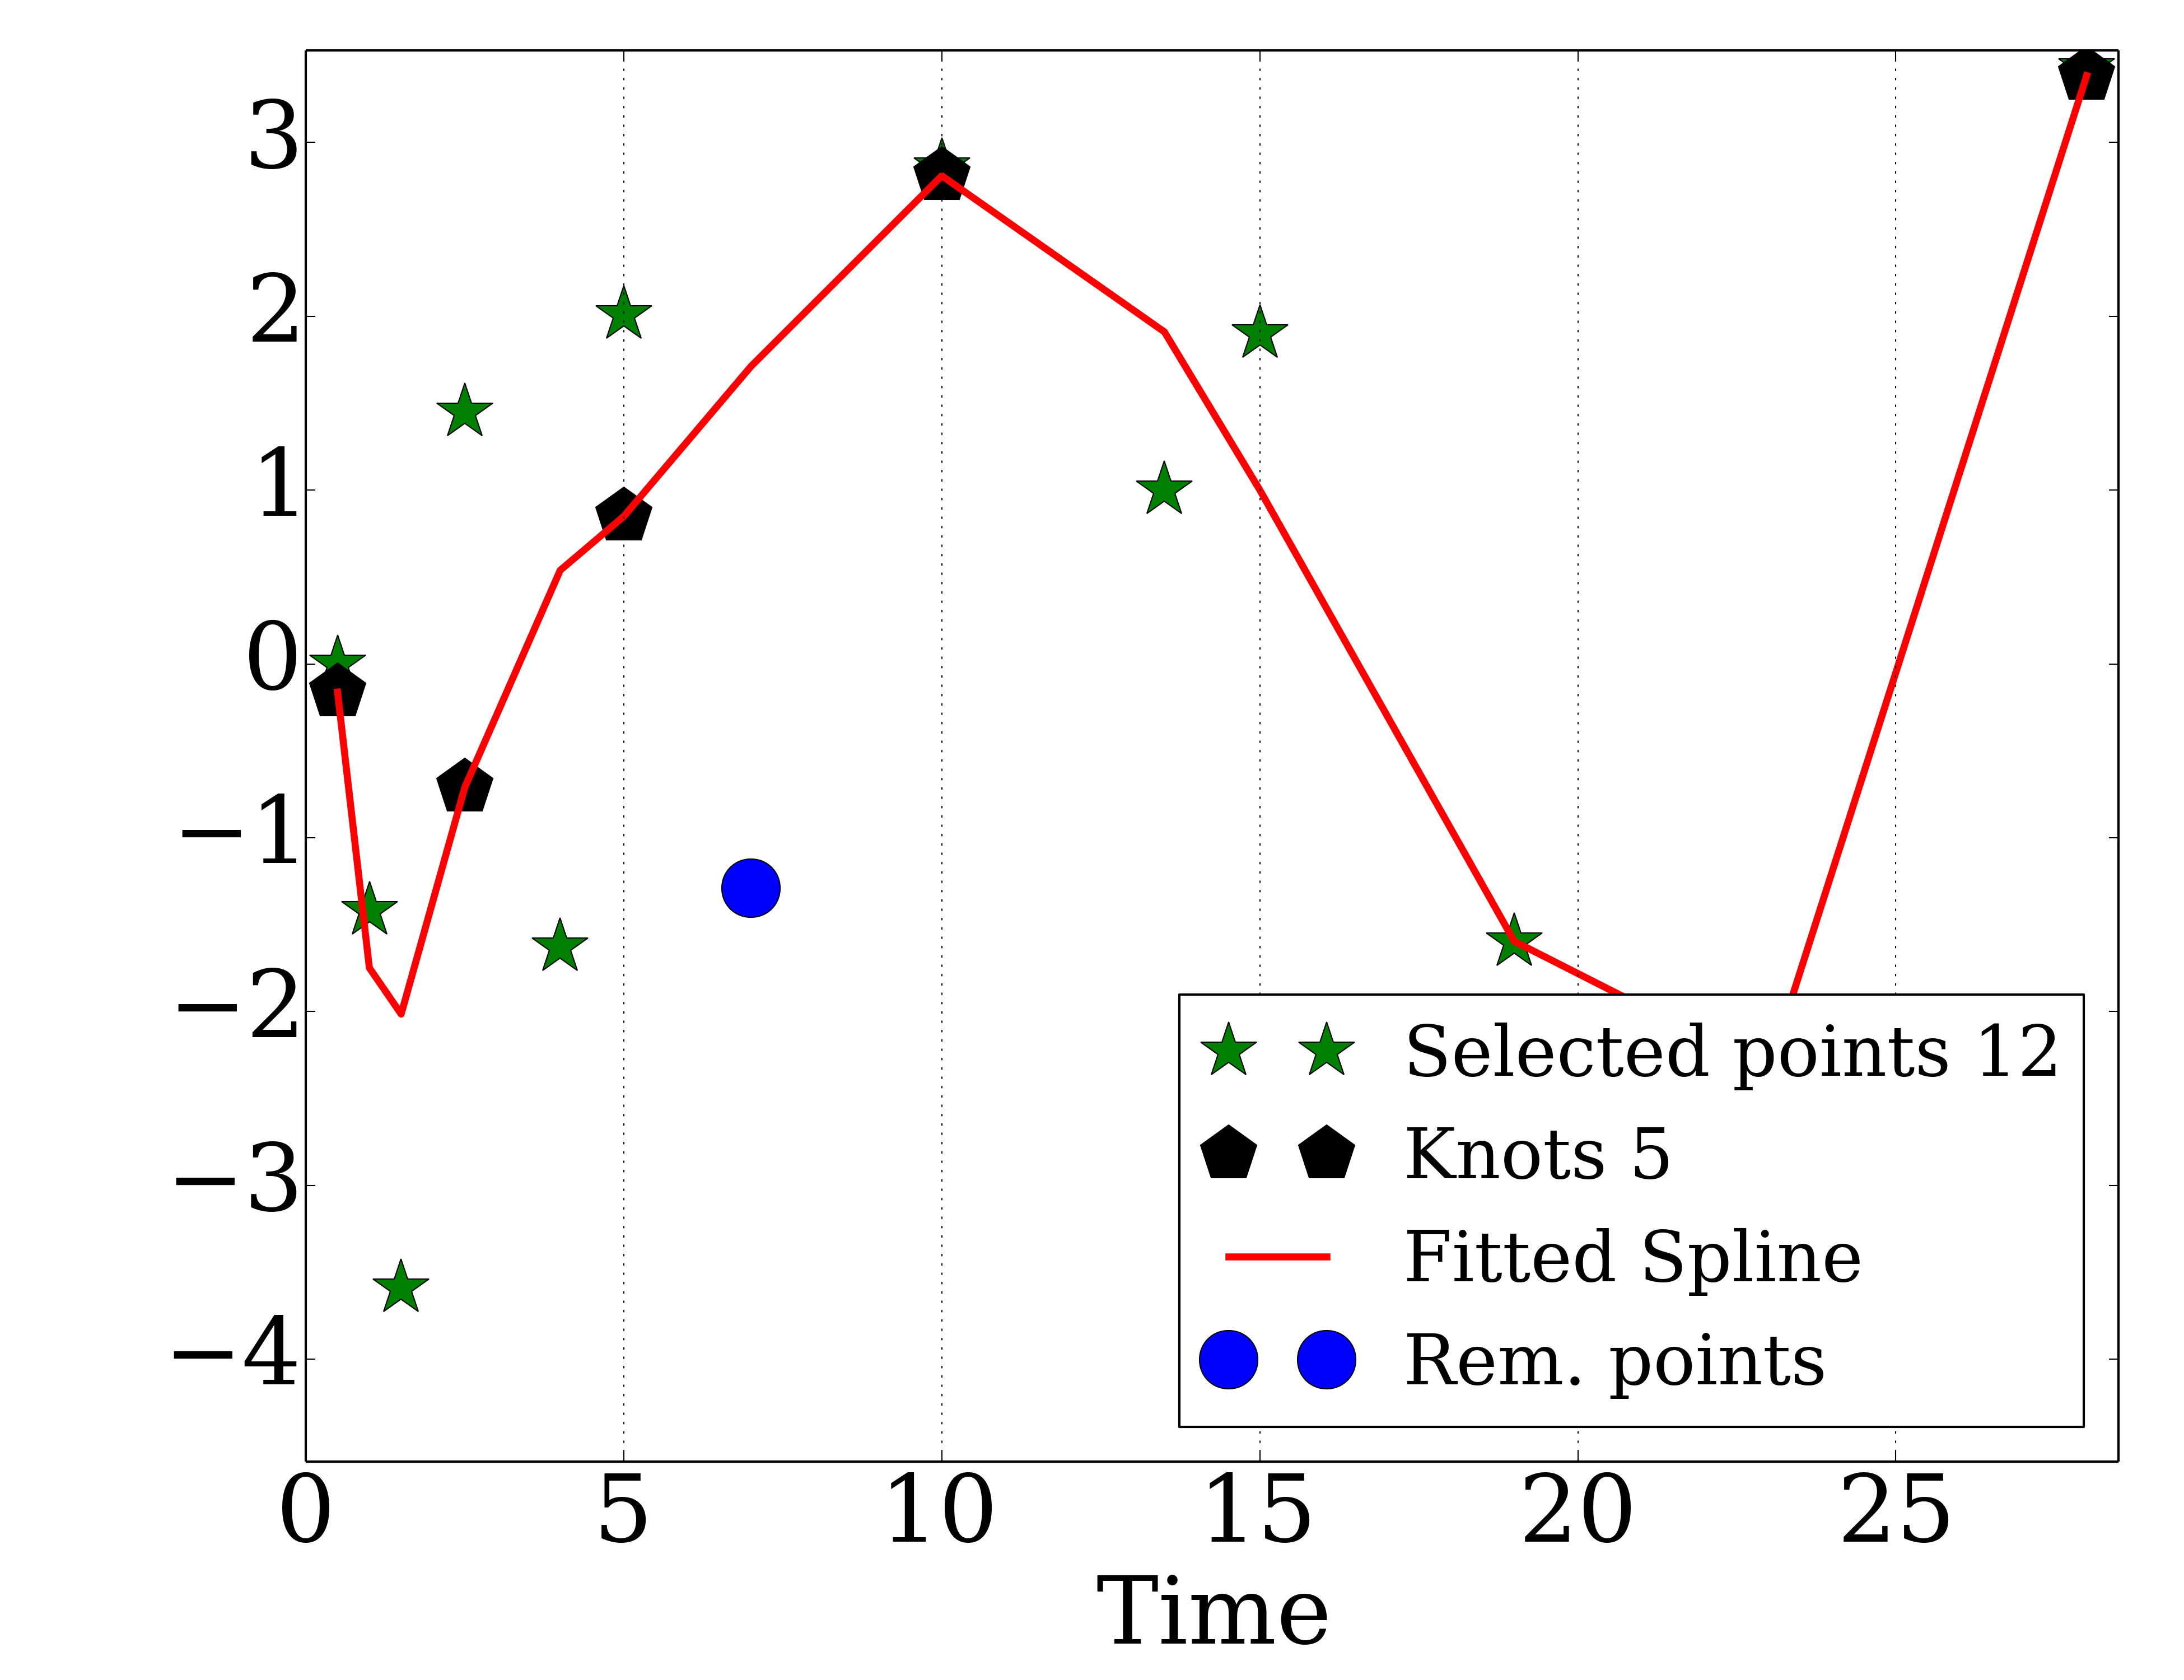 3
2
1
0
−1
−2
−3
−4
Selected points 12
Knots 5
Fitted Spline
Rem. points
0 5 10 15 20 25
Time